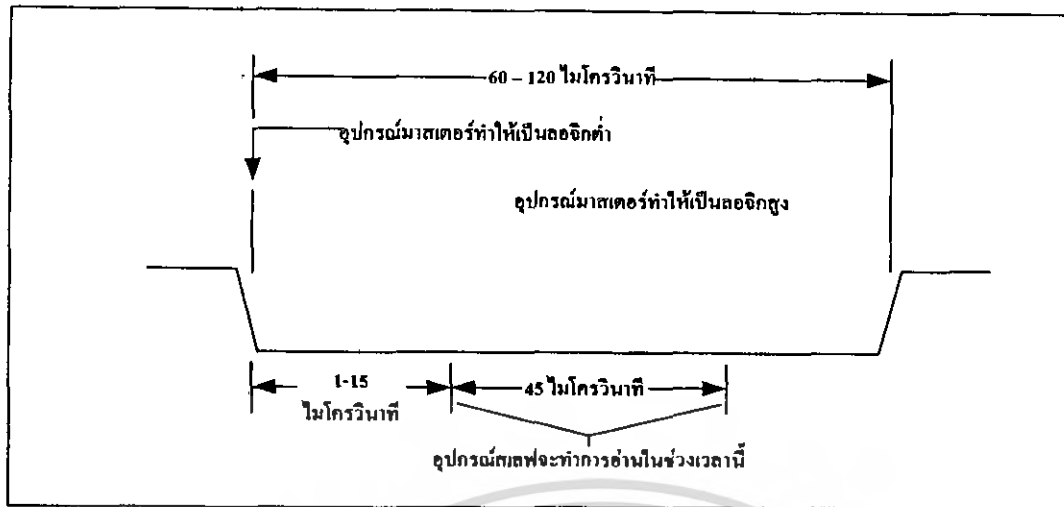 60 – 120 ไมโครวินาที
อุปกรณ์มาสเตอร์ทำให้เป็นลอจิกต่ำ
อุปกรณ์มาสเตอร์ทำให้เป็นลอจิกสูง
1-15
ไมโครวินาที
45 ไมโครวินาที
อุปกรณ์สเลฟจะทำการอ่านในช่วงเวลานี้